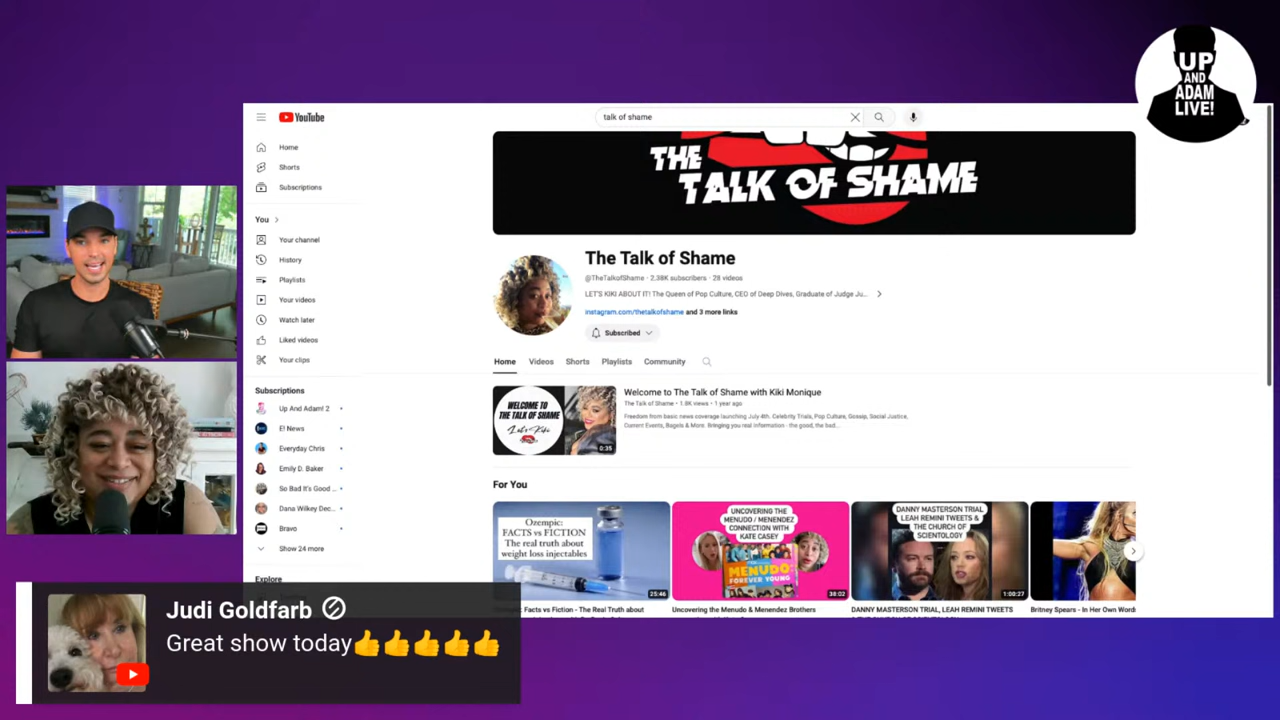 UP
AND
ADAM
LIVE!
YouTube
talk of shame
Home
Shorts
Subscriptions
You
Your channel
History
Playlists
Your videos
Watch later
Liked videos
Your clips
Subscriptions
Up And Adam! 2
E! News
Everyday Chris
Emily D. Baker
So Bad It's Good ...
Dana Wilkey Dec...
Bravo
Show 24 more
Explore
THE
TALK OF SHAME
The Talk of Shame
@TheTalkofShame · 2.38K subscribers · 28 videos
LET'S KIKI ABOUT IT! The Queen of Pop Culture, CEO of Deep Dives, Graduate of Judge Ju...
instagram.com/thetalkofshame and 3 more links
Subscribed
Home Videos Shorts Playlists Community
WELCOME TO
THE TALK OF SHAME
Let's Kiki
0:35
Welcome to The Talk of Shame with Kiki Monique
The Talk of Shame · 1.8K views · 1 year ago
Freedom from basic news coverage launching July 4th. Celebrity Trials, Pop Culture, Gossip, Social Justice,
Current Events, Bagels & More. Bringing you real information - the good, the bad...
For You
Ozempic:
FACTS vs FICTION
The real truth about
weight loss injectables
25:46
UNCOVERING THE
MENUDO / MENENDEZ
CONNECTION WITH
KATE CASEY
MENUDO
FOREVER YOUNG
38:02
DANNY MASTERSON TRIAL
LEAH REMINI TWEETS
& THE CHURCH OF
SCIENTOLOGY
1:00:27
Ozempic: Facts vs Fiction - The Real Truth about
Uncovering the Menudo & Menendez Brothers
DANNY MASTERSON TRIAL, LEAH REMINI TWEETS
Britney Spears - In Her Own Words
Judi Goldfarb
Great show today👍👍👍👍👍